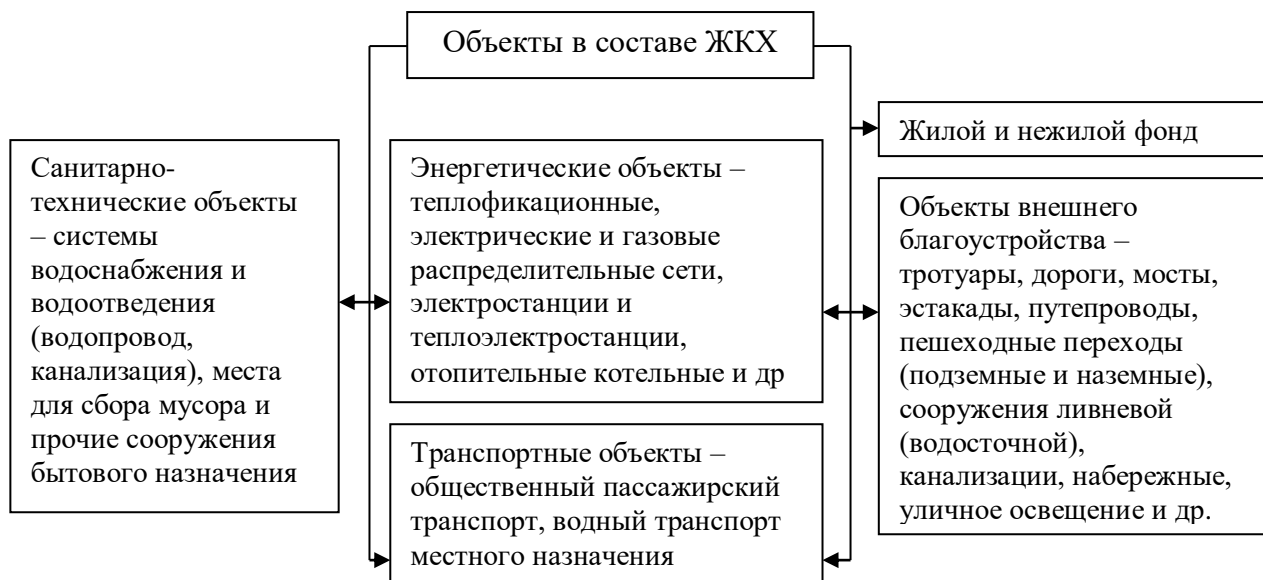 Объекты в составе ЖКХ
Санитарно-
технические объекты
– системы
водоснабжения и
водоотведения
(водопровод,
канализация), места
для сбора мусора и
прочие сооружения
бытового назначения
Энергетические объекты –
теплофикационные,
электрические и газовые
распределительные сети,
электростанции и
теплоэлектростанции,
отопительные котельные и др
Транспортные объекты –
общественный пассажирский
транспорт, водный транспорт
местного назначения
Жилой и нежилой фонд
Объекты внешнего
благоустройства –
тротуары, дороги, мосты,
эстакады, путепроводы,
пешеходные переходы
(подземные и наземные),
сооружения ливневой
(водосточной),
канализации, набережные,
уличное освещение и др.